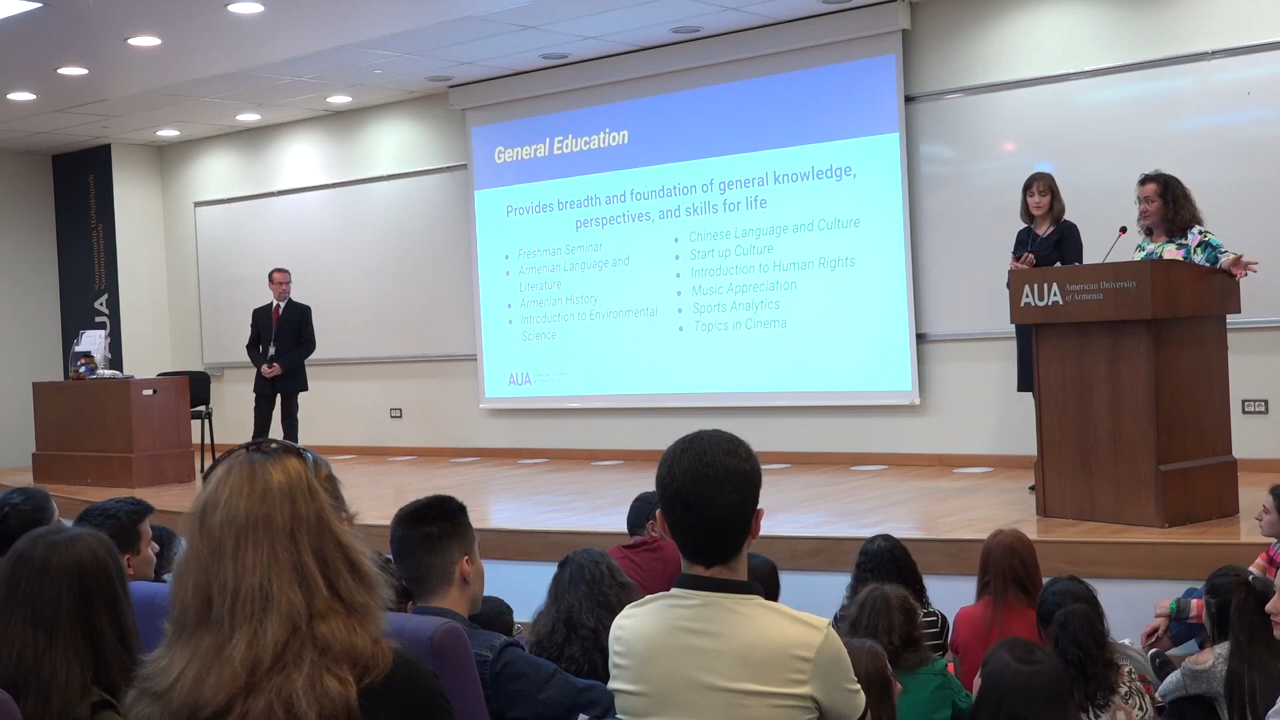 General Education
Provides breadth and foundation of general knowledge,
perspectives, and skills for life
• Freshman Seminar
• Armenian Language and
Literature
• Armenian History
• Introduction to Environmental
Science
• Chinese Language and Culture
• Start up Culture
• Introduction to Human Rights
• Music Appreciation
• Sports Analytics
• Topics in Cinema
AUA
AUA American University
of Armenia